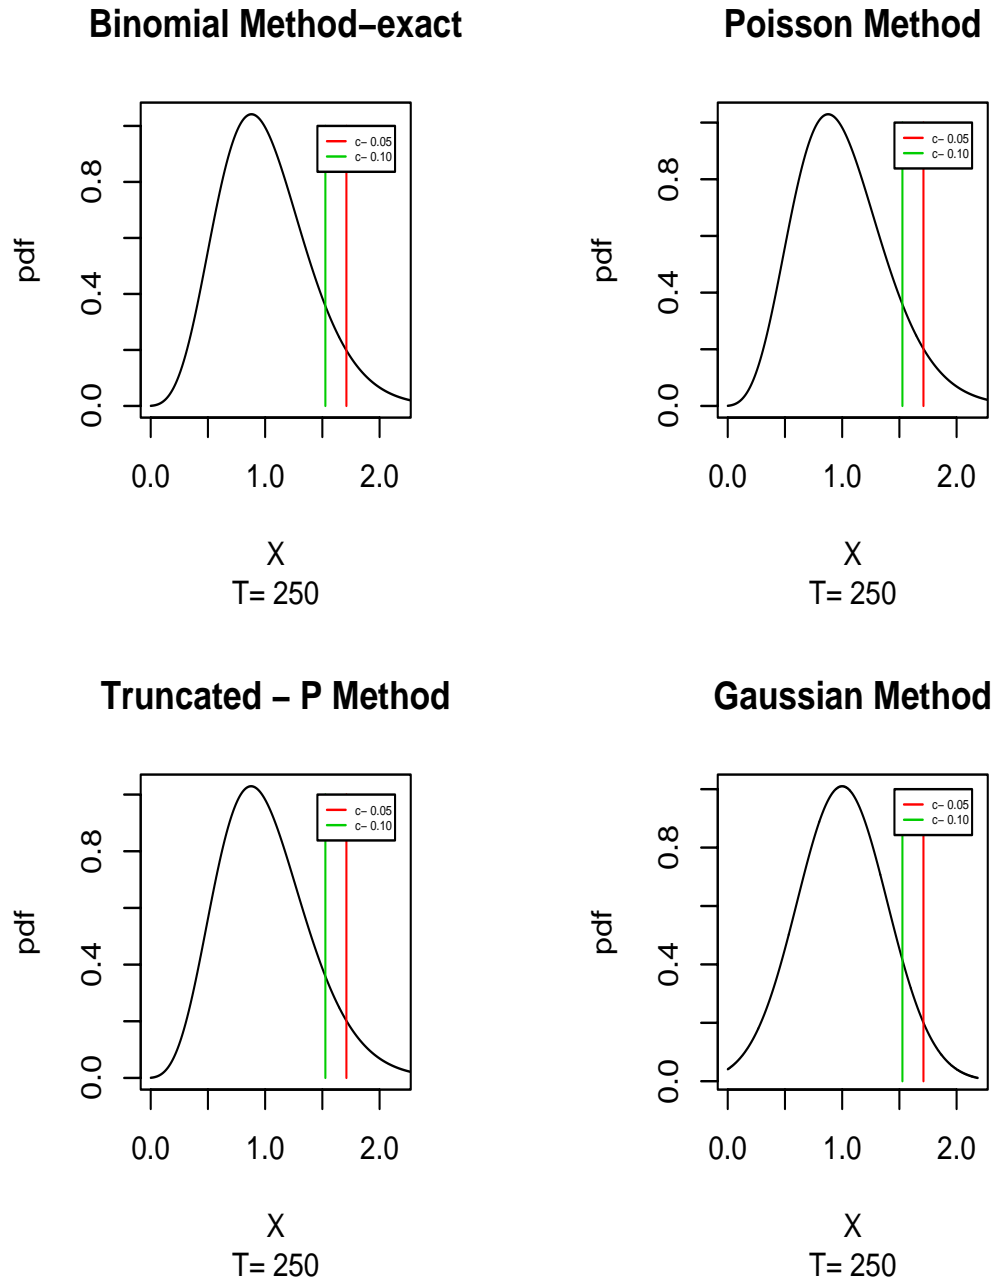 Binomial Method−exact
pdf
0.0
0.4
0.8
c− 0.05
c− 0.10
0.0 1.0 2.0
X
T= 250
Poisson Method
pdf
0.0
0.4
0.8
c− 0.05
c− 0.10
0.0 1.0 2.0
X
T= 250
Truncated − P Method
pdf
0.0
0.4
0.8
c− 0.05
c− 0.10
0.0 1.0 2.0
X
T= 250
Gaussian Method
pdf
0.0
0.4
0.8
c− 0.05
c− 0.10
0.0 1.0 2.0
X
T= 250